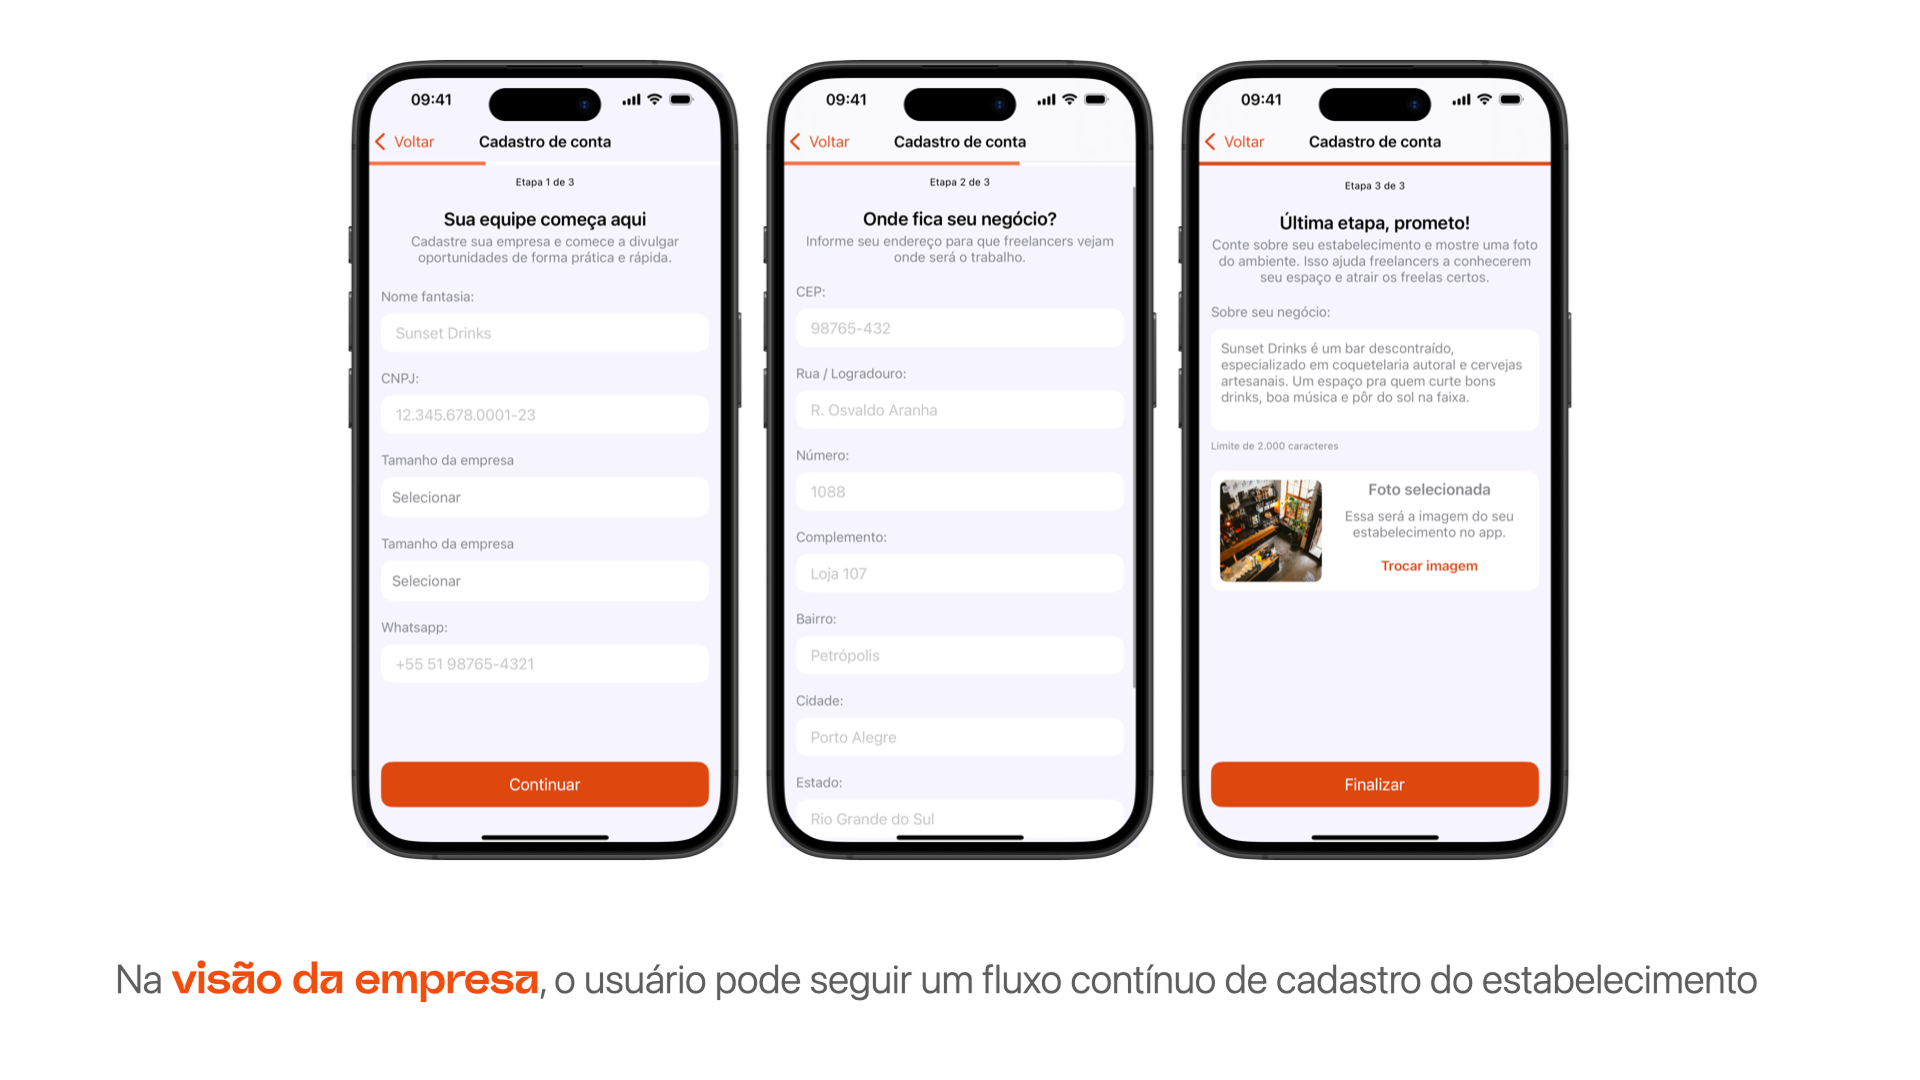 09:41
Voltar
Cadastro de conta
Etapa 1 de 3
Sua equipe começa aqui
Cadastre sua empresa e comece a divulgar
oportunidades de forma prática e rápida.
Nome fantasia:
Sunset Drinks
CNPJ:
12.345.678.0001-23
Tamanho da empresa
Selecionar
Tamanho da empresa
Selecionar
Whatsapp:
+55 51 98765-4321
Continuar
09:41
Voltar
Cadastro de conta
Etapa 2 de 3
Onde fica seu negócio?
Informe seu endereço para que freelancers vejam
onde será o trabalho.
CEP:
98765-432
Rua / Logradouro:
R. Osvaldo Aranha
Número:
1088
Complemento:
Loja 107
Bairro:
Petrópolis
Cidade:
Porto Alegre
Estado:
Rio Grande do Sul
09:41
Voltar
Cadastro de conta
Etapa 3 de 3
Última etapa, prometo!
Conte sobre seu estabelecimento e mostre uma foto
do ambiente. Isso ajuda freelancers a conhecerem
seu espaço e atrair os freelas certos.
Sobre seu negócio:
Sunset Drinks é um bar descontraído,
especializado em coquetelaria autoral e cervejas
artesanais. Um espaço pra quem curte bons
drinks, boa música e pôr do sol na faixa.
Limite de 2.000 caracteres
Foto selecionada
Essa será a imagem do seu
estabelecimento no app.
Trocar imagem
Finalizar
Na visão da empresa, o usuário pode seguir um fluxo contínuo de cadastro do estabelecimento